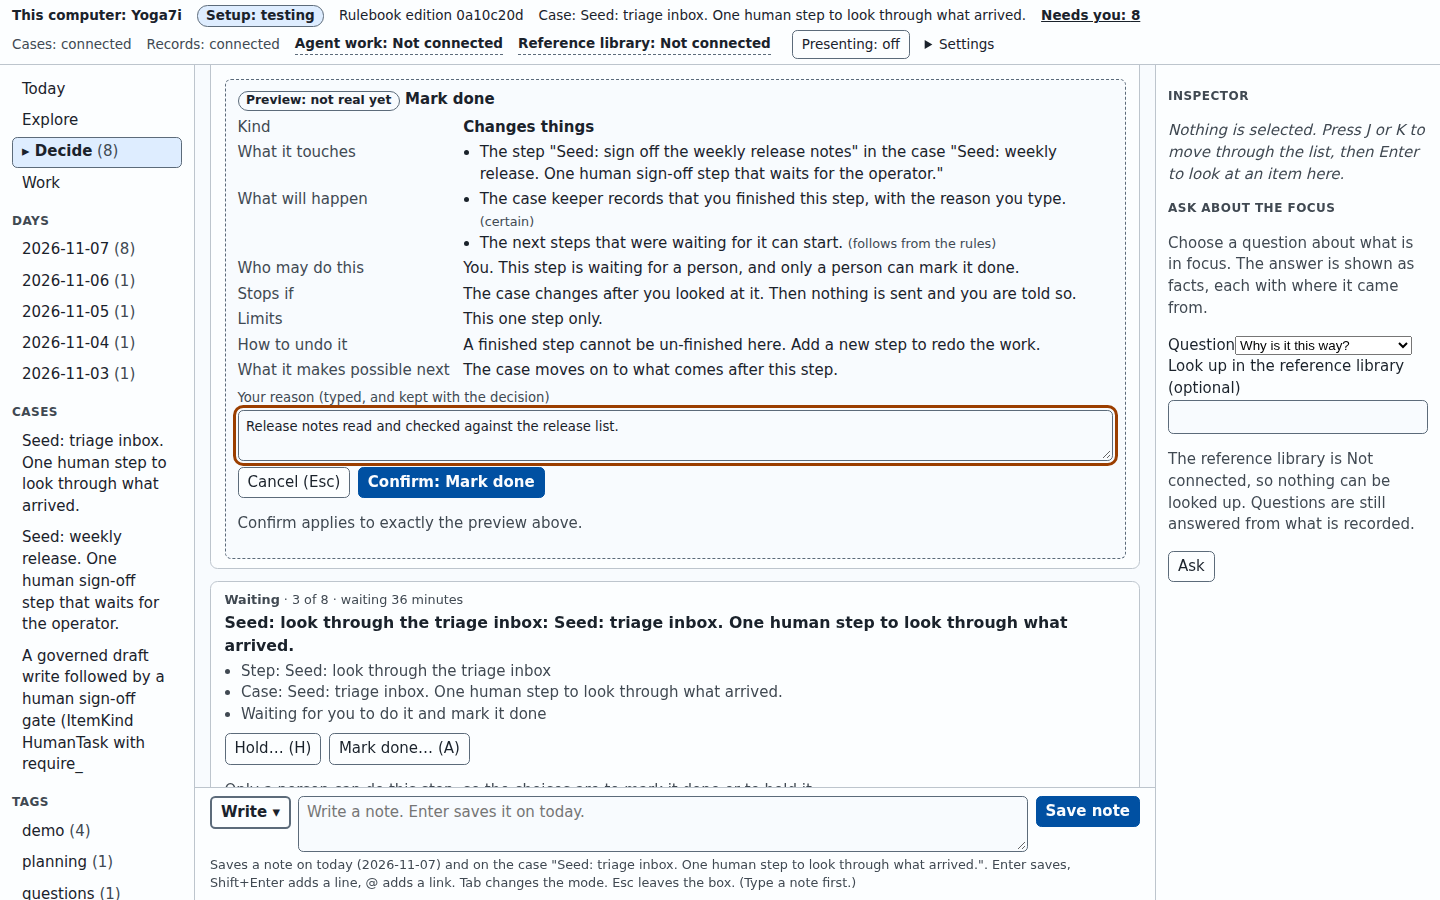 This computer: Yoga7i Setup: testing Rulebook edition 0a10c20d Case: Seed: triage inbox. One human step to look through what arrived. Needs you: 8
Cases: connected Records: connected Agent work: Not connected Reference library: Not connected Presenting: off ▶ Settings
Today
Explore
▸ Decide (8)
Work
DAYS
2026-11-07 (8)
2026-11-06 (1)
2026-11-05 (1)
2026-11-04 (1)
2026-11-03 (1)
CASES
Seed: triage inbox.
One human step to
look through what
arrived.
Seed: weekly
release. One
human sign-off
step that waits for
the operator.
A governed draft
write followed by a
human sign-off
gate (ItemKind
HumanTask with
require_
TAGS
demo (4)
planning (1)
questions (1)
Preview: not real yet Mark done
Kind Changes things
What it touches • The step "Seed: sign off the weekly release notes" in the case "Seed: weekly
release. One human sign-off step that waits for the operator."
What will happen • The case keeper records that you finished this step, with the reason you type.
(certain)
• The next steps that were waiting for it can start. (follows from the rules)
Who may do this You. This step is waiting for a person, and only a person can mark it done.
Stops if The case changes after you looked at it. Then nothing is sent and you are told so.
Limits This one step only.
How to undo it A finished step cannot be un-finished here. Add a new step to redo the work.
What it makes possible next The case moves on to what comes after this step.
Your reason (typed, and kept with the decision)
Release notes read and checked against the release list.
Cancel (Esc) Confirm: Mark done
Confirm applies to exactly the preview above.
Waiting · 3 of 8 · waiting 36 minutes
Seed: look through the triage inbox: Seed: triage inbox. One human step to look through what
arrived.
• Step: Seed: look through the triage inbox
• Case: Seed: triage inbox. One human step to look through what arrived.
• Waiting for you to do it and mark it done
Hold... (H) Mark done... (A)
Only a person can do this step, so the choices are to mark it done or to hold it.
Write ▾ Write a note. Enter saves it on today. Save note
Saves a note on today (2026-11-07) and on the case "Seed: triage inbox. One human step to look through what arrived.". Enter saves,
Shift+Enter adds a line, @ adds a link. Tab changes the mode. Esc leaves the box. (Type a note first.)
INSPECTOR
Nothing is selected. Press J or K to
move through the list, then Enter
to look at an item here.
ASK ABOUT THE FOCUS
Choose a question about what is
in focus. The answer is shown as
facts, each with where it came
from.
Question Why is it this way?
Look up in the reference library
(optional)
The reference library is Not
connected, so nothing can be
looked up. Questions are still
answered from what is recorded.
Ask